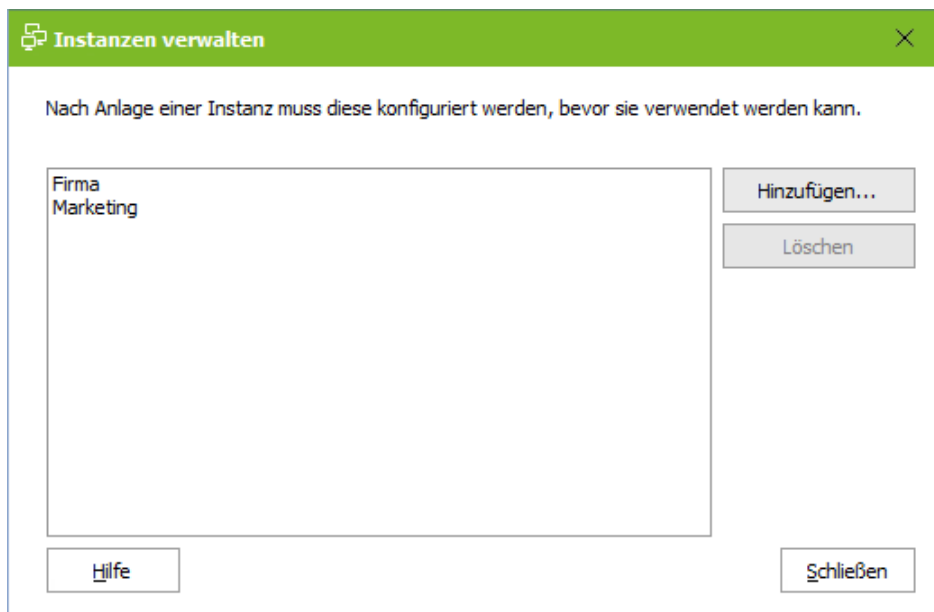 Instanzen verwalten
Nach Anlage einer Instanz muss diese konfiguriert werden, bevor sie verwendet werden kann.
Firma
Marketing
Hinzufügen...
Löschen
Hilfe
Schließen